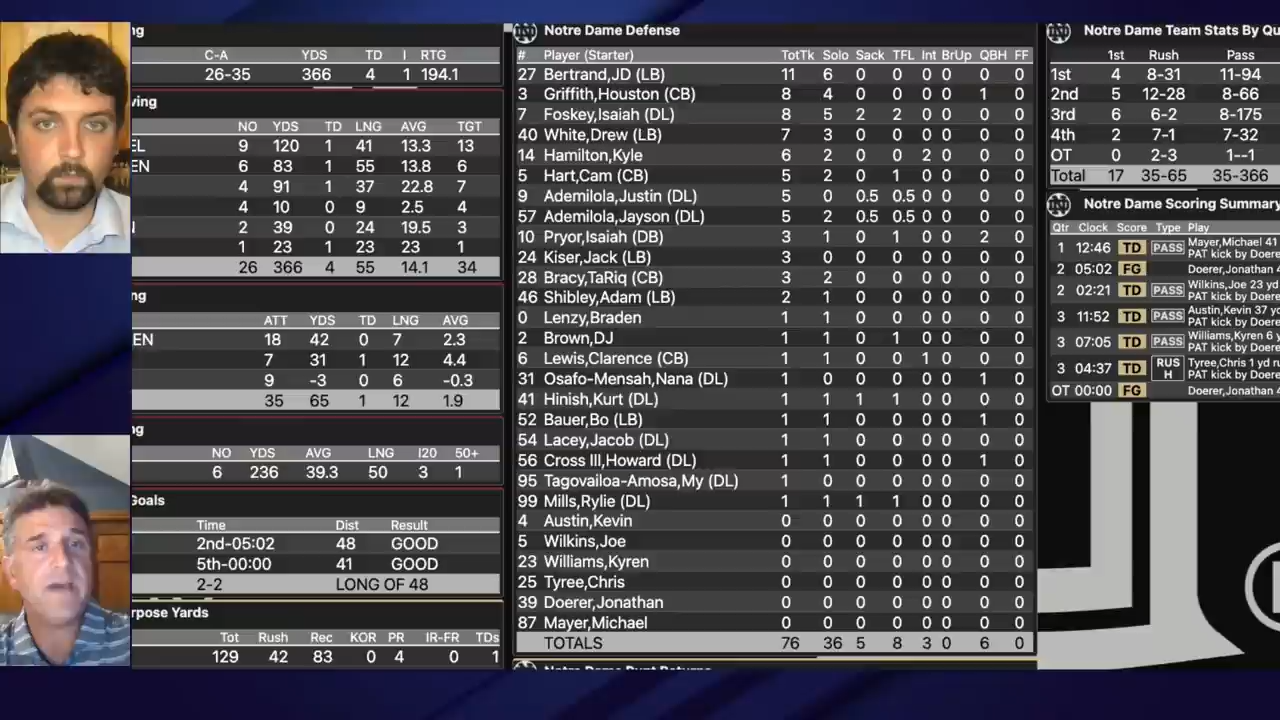 ng
C-A YDS TD I RTG
26-35 366 4 1 194.1
ving
NO YDS TD LNG AVG TGT
EL 9 120 1 41 13.3 13
EN 6 83 1 55 13.8 6
4 91 1 37 22.8 7
4 10 0 9 2.5 4
2 39 0 24 19.5 3
1 23 1 23 23 1
26 366 4 55 14.1 34
ng
ATT YDS TD LNG AVG
EN 18 42 0 7 2.3
7 31 1 12 4.4
9 -3 0 6 -0.3
35 65 1 12 1.9
ng
NO YDS AVG LNG I20 50+
6 236 39.3 50 3 1
Goals
Time Dist Result
2nd-05:02 48 GOOD
5th-00:00 41 GOOD
2-2 LONG OF 48
rpose Yards
Tot Rush Rec KOR PR IR-FR TDs
129 42 83 0 4 0 1
Notre Dame Defense
# Player (Starter) TotTk Solo Sack TFL Int BrUp QBH FF
27 Bertrand,JD (LB) 11 6 0 0 0 0 0 0
3 Griffith,Houston (CB) 8 4 0 0 0 0 1 0
7 Foskey,Isaiah (DL) 8 5 2 2 0 0 0 0
40 White,Drew (LB) 7 3 0 0 0 0 0 0
14 Hamilton,Kyle 6 2 0 0 2 0 0 0
5 Hart,Cam (CB) 5 2 0 1 0 0 0 0
9 Ademilola,Justin (DL) 5 0 0.5 0.5 0 0 0 0
57 Ademilola,Jayson (DL) 5 2 0.5 0.5 0 0 0 0
10 Pryor,Isaiah (DB) 3 1 0 1 0 0 2 0
24 Kiser,Jack (LB) 3 0 0 0 0 0 0 0
28 Bracy,TaRiq (CB) 3 2 0 0 0 0 0 0
46 Shibley,Adam (LB) 2 1 0 0 0 0 0 0
0 Lenzy,Braden 1 1 0 0 0 0 0 0
2 Brown,DJ 1 1 0 1 0 0 0 0
6 Lewis,Clarence (CB) 1 1 0 0 1 0 0 0
31 Osafo-Mensah,Nana (DL) 1 0 0 0 0 0 1 0
41 Hinish,Kurt (DL) 1 1 1 1 0 0 0 0
52 Bauer,Bo (LB) 1 1 0 0 0 0 1 0
54 Lacey,Jacob (DL) 1 1 0 0 0 0 0 0
56 Cross III,Howard (DL) 1 1 0 0 0 0 1 0
95 Tagovailoa-Amosa,My (DL) 1 0 0 0 0 0 0 0
99 Mills,Rylie (DL) 1 1 1 1 0 0 0 0
4 Austin,Kevin 0 0 0 0 0 0 0 0
5 Wilkins,Joe 0 0 0 0 0 0 0 0
23 Williams,Kyren 0 0 0 0 0 0 0 0
25 Tyree,Chris 0 0 0 0 0 0 0 0
39 Doerer,Jonathan 0 0 0 0 0 0 0 0
87 Mayer,Michael 0 0 0 0 0 0 0 0
TOTALS 76 36 5 8 3 0 6 0
Notre Dame Punt Returns
Notre Dame Team Stats By Qu
1st Rush Pass
1st 4 8-31 11-94
2nd 5 12-28 8-66
3rd 6 6-2 8-175
4th 2 7-1 7-32
OT 0 2-3 1--1
Total 17 35-65 35-366
Notre Dame Scoring Summary
Qtr Clock Score Type Play
1 12:46 TD PASS Mayer,Michael 41
PAT kick by Doere
2 05:02 FG Doerer,Jonathan 4
2 02:21 TD PASS Wilkins,Joe 23 yd
PAT kick by Doere
3 11:52 TD PASS Austin,Kevin 37 yd
PAT kick by Doere
3 07:05 TD PASS Williams,Kyren 6 y
PAT kick by Doere
3 04:37 TD RUS H Tyree,Chris 1 yd ru
PAT kick by Doere
OT 00:00 FG Doerer,Jonathan 4